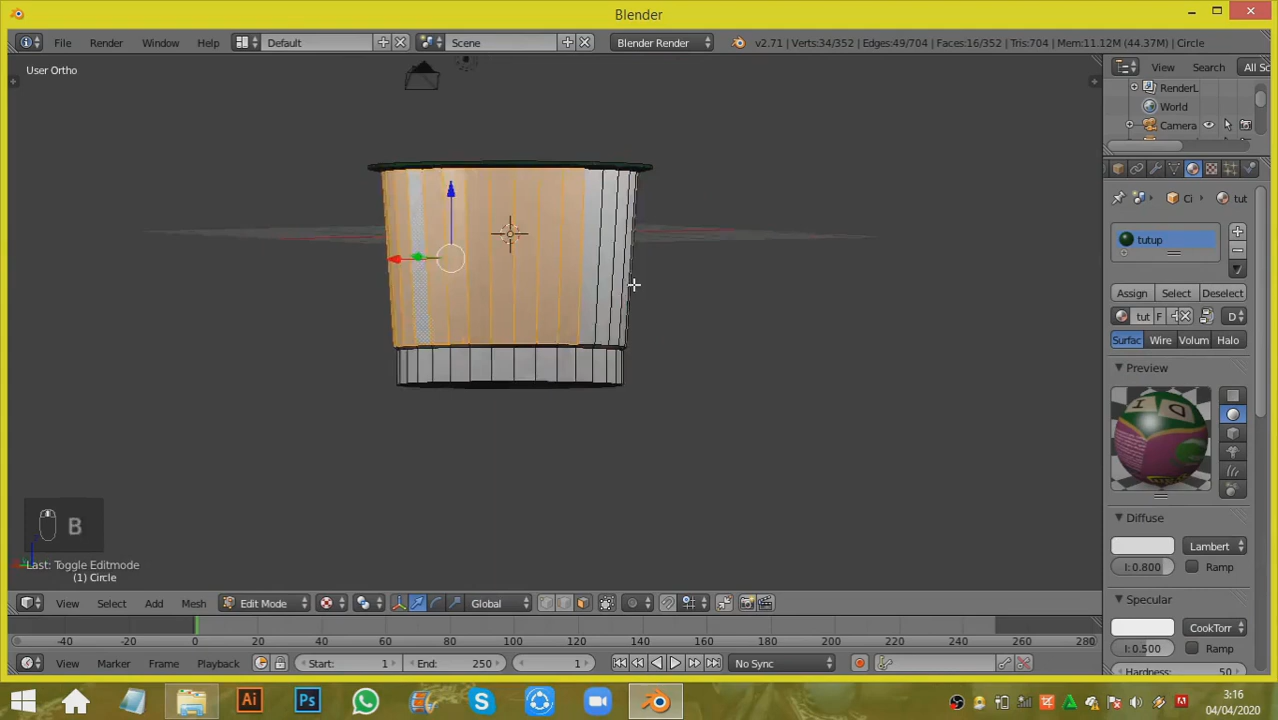 Blender
File Render Window Help Default Scene Blender Render v2.71 | Verts:34/352 | Edges:49/704 | Faces:16/352 | Tris:704 | Mem:11.12M (44.37M) | Circle
User Ortho
View Search All S
RenderL
World
Camera
Ci tut
tutup
Assign Select Deselect
tut F D
Surfac Wire Volum Halo
Preview
Diffuse
Lambert
I: 0.800 Ramp
Specular
CookTorr
I: 0.500 Ramp
Hardness: 50
B
Last: Toggle Editmode
(1) Circle
View Select Add Mesh Edit Mode Global
-40 -20 0 20 40 60 80 100 120 140 160 180 200 220 240 260 280
View Marker Frame Playback Start: 1 End: 250 1 No Sync
Ai Ps
3:16
04/04/2020